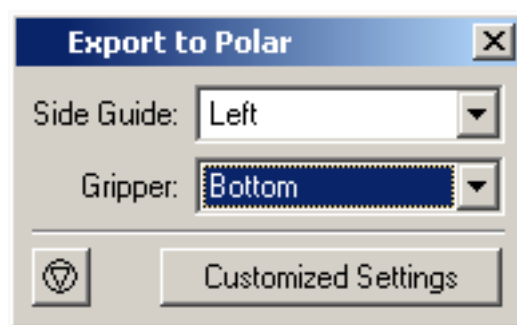 Export to Polar
Side Guide: Left
Gripper: Bottom
Customized Settings